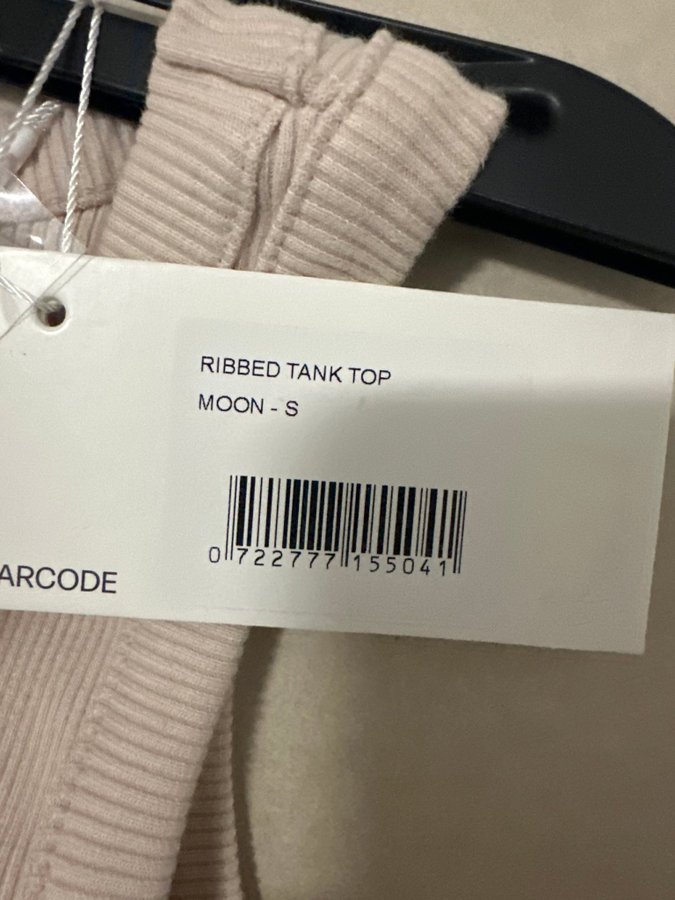 RIBBED TANK TOP
MOON - S
0 722777 155041
ARCODE